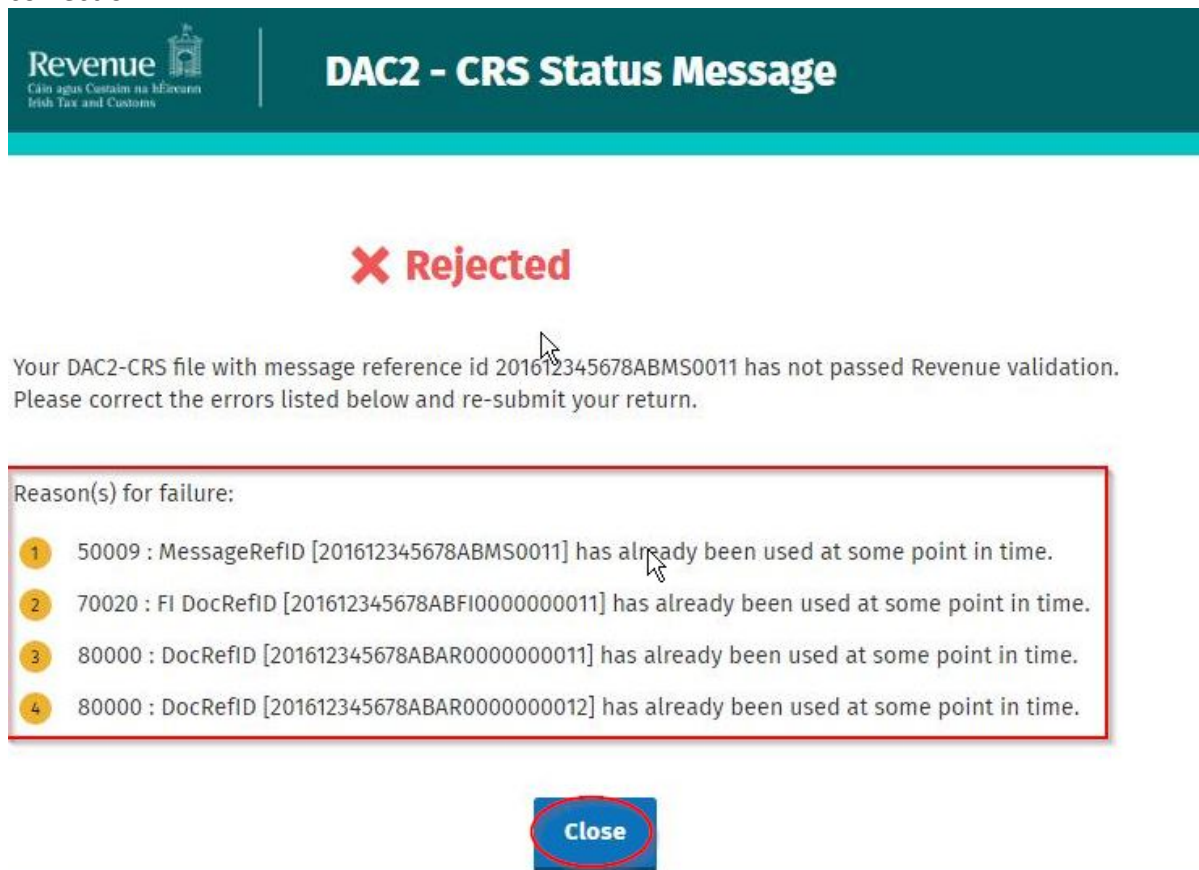 Revenue
Cáin agus Custaim na hÉireann
Irish Tax and Customs
DAC2 - CRS Status Message
Rejected
Your DAC2-CRS file with message reference id 201612345678ABMS0011 has not passed Revenue validation.
Please correct the errors listed below and re-submit your return.
Reason(s) for failure:
1 50009 : MessageRefID [201612345678ABMS0011] has already been used at some point in time.
2 70020 : FI DocRefID [201612345678ABFI0000000011] has already been used at some point in time.
3 80000 : DocRefID [201612345678ABAR0000000011] has already been used at some point in time.
4 80000 : DocRefID [201612345678ABAR0000000012] has already been used at some point in time.
Close